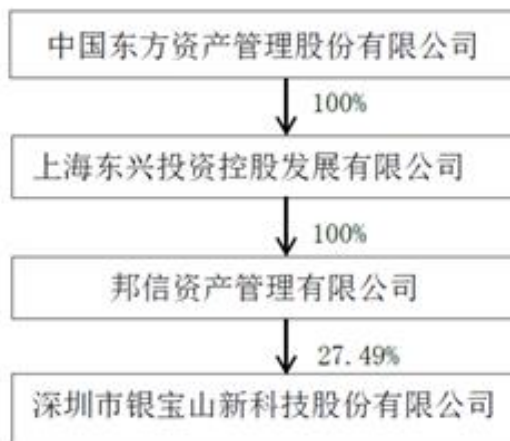 中国东方资产管理股份有限公司
100%
上海东兴投资控股发展有限公司
100%
邦信资产管理有限公司
27.49%
深圳市银宝山新科技股份有限公司